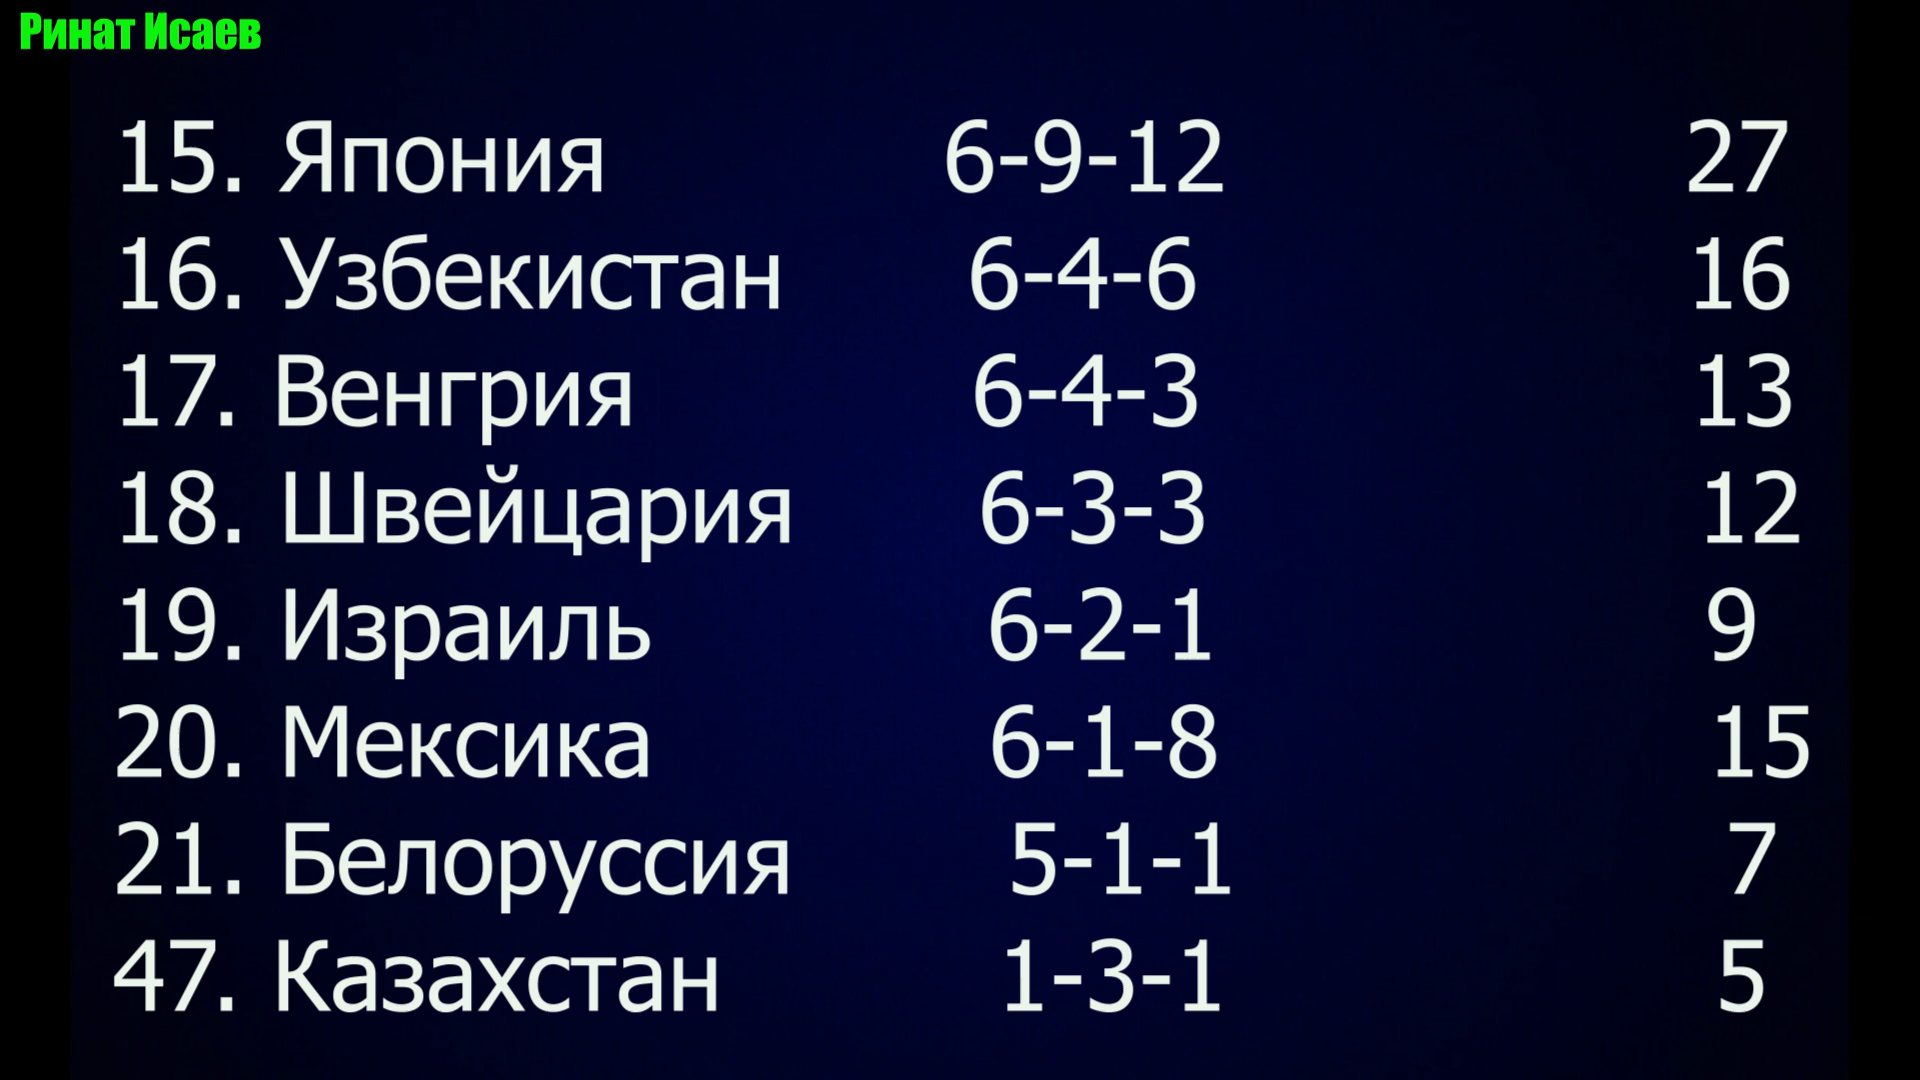 Ринат Исаев
15. Япония 6-9-12 27
16. Узбекистан 6-4-6 16
17. Венгрия 6-4-3 13
18. Швейцария 6-3-3 12
19. Израиль 6-2-1 9
20. Мексика 6-1-8 15
21. Белоруссия 5-1-1 7
47. Казахстан 1-3-1 5